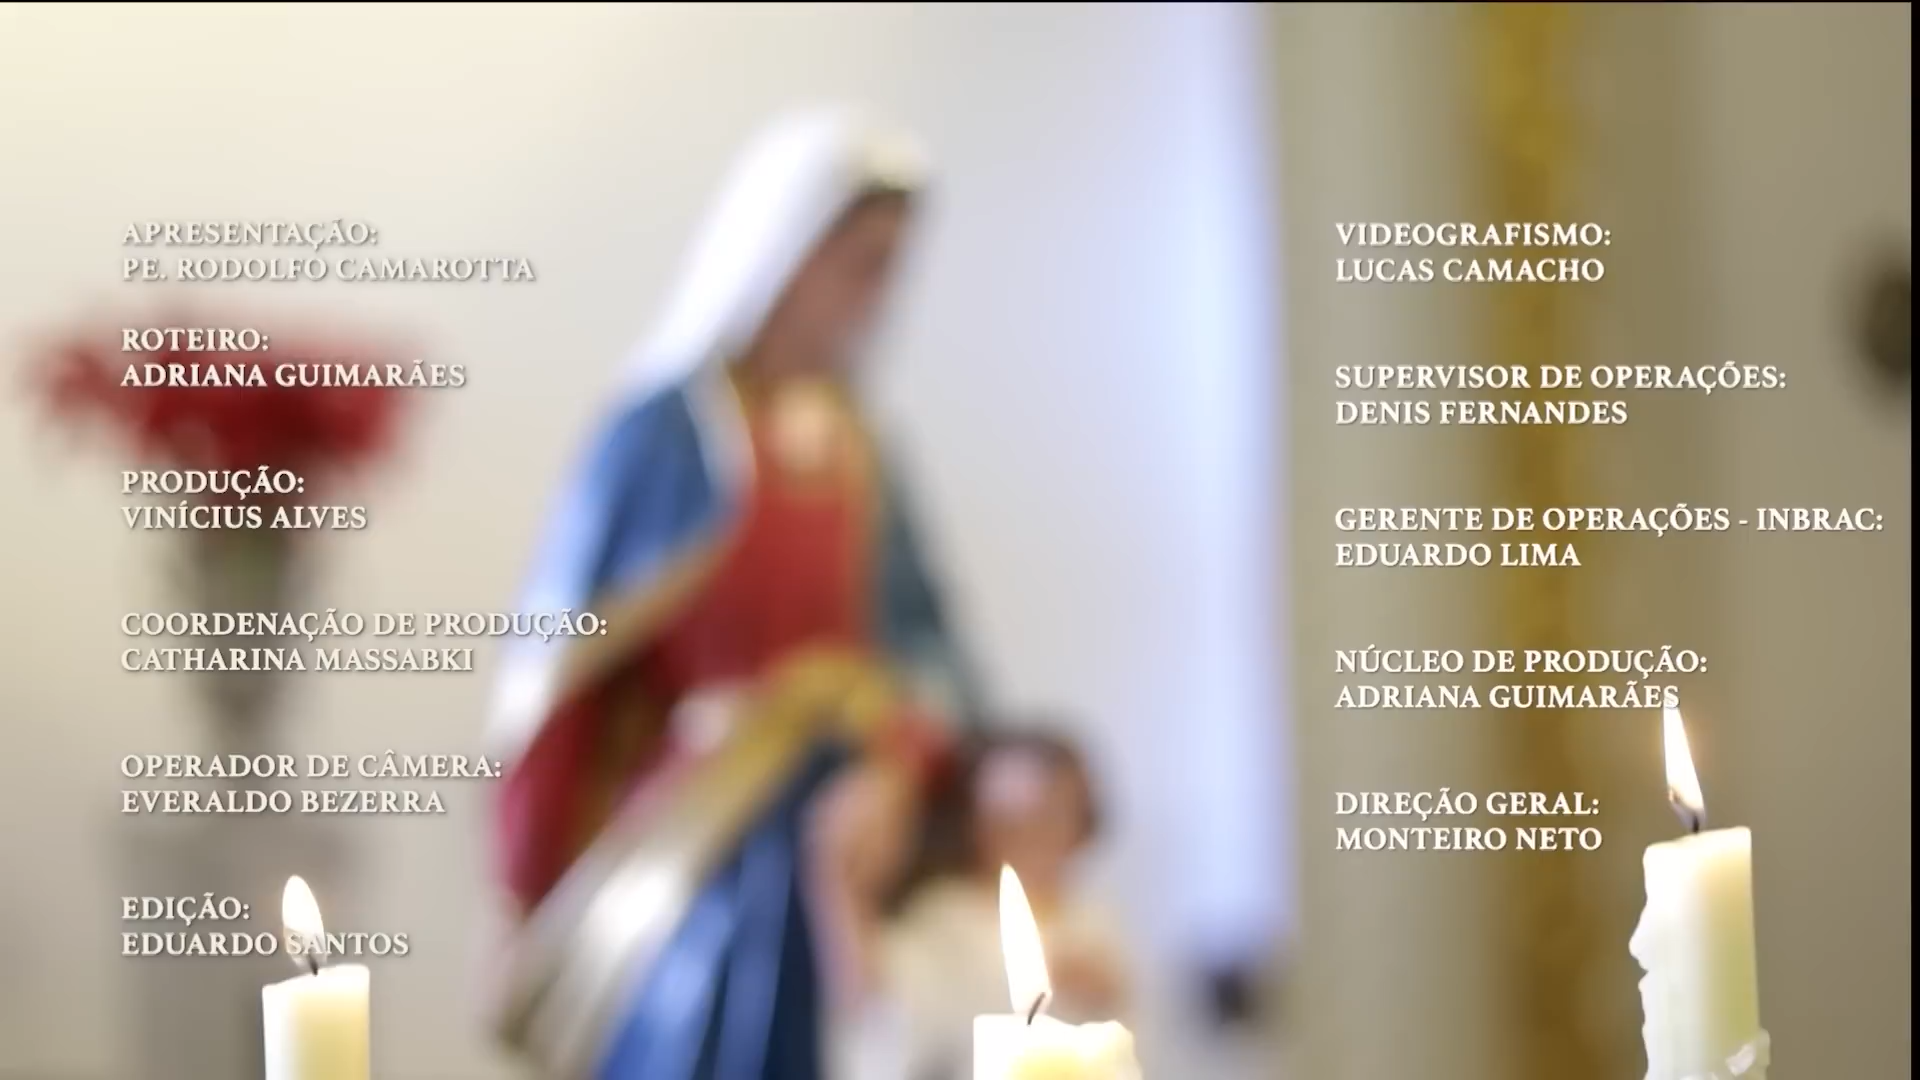 APRESENTAÇÃO:
PE. RODOLFO CAMAROTTA
ROTEIRO:
ADRIANA GUIMARÃES
PRODUÇÃO:
VINÍCIUS ALVES
COORDENAÇÃO DE PRODUÇÃO:
CATHARINA MASSABKI
OPERADOR DE CÂMERA:
EVERALDO BEZERRA
EDIÇÃO:
EDUARDO SANTOS
VIDEOGRAFISMO:
LUCAS CAMACHO
SUPERVISOR DE OPERAÇÕES:
DENIS FERNANDES
GERENTE DE OPERAÇÕES - INBRAC:
EDUARDO LIMA
NÚCLEO DE PRODUÇÃO:
ADRIANA GUIMARÃES
DIREÇÃO GERAL:
MONTEIRO NETO